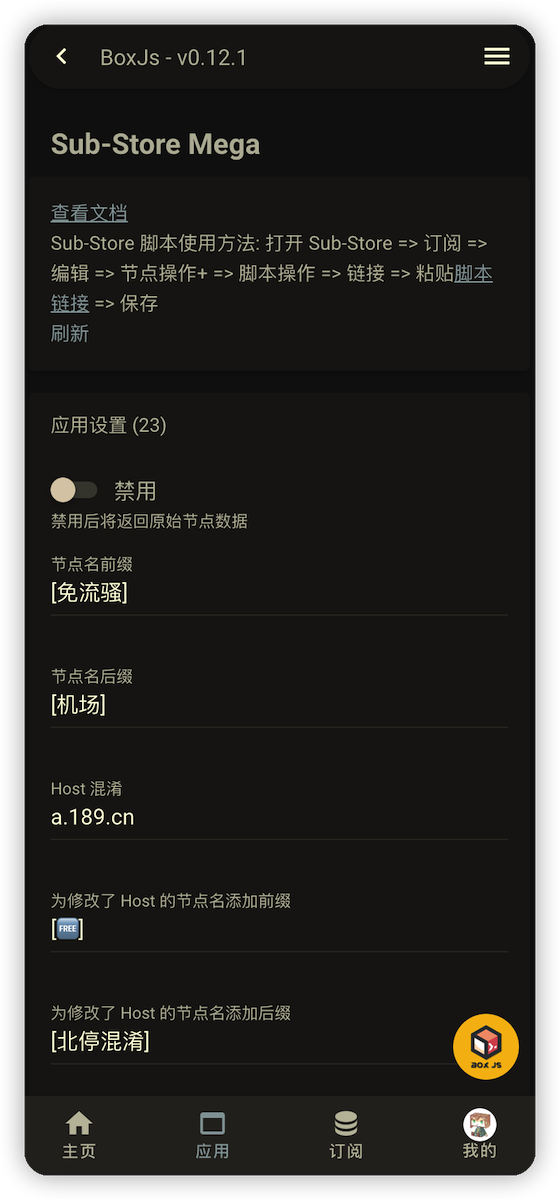 BoxJs - v0.12.1
Sub-Store Mega
查看文档
Sub-Store 脚本使用方法: 打开 Sub-Store => 订阅 =>
编辑 => 节点操作+ => 脚本操作 => 链接 => 粘贴脚本
链接 => 保存
刷新
应用设置 (23)
禁用
禁用后将返回原始节点数据
节点名前缀
[免流骚]
节点名后缀
[机场]
Host 混淆
a.189.cn
为修改了 Host 的节点名添加前缀
[🆓]
为修改了 Host 的节点名添加后缀
[北停混淆]
BOX JS
主页
应用
订阅
我的